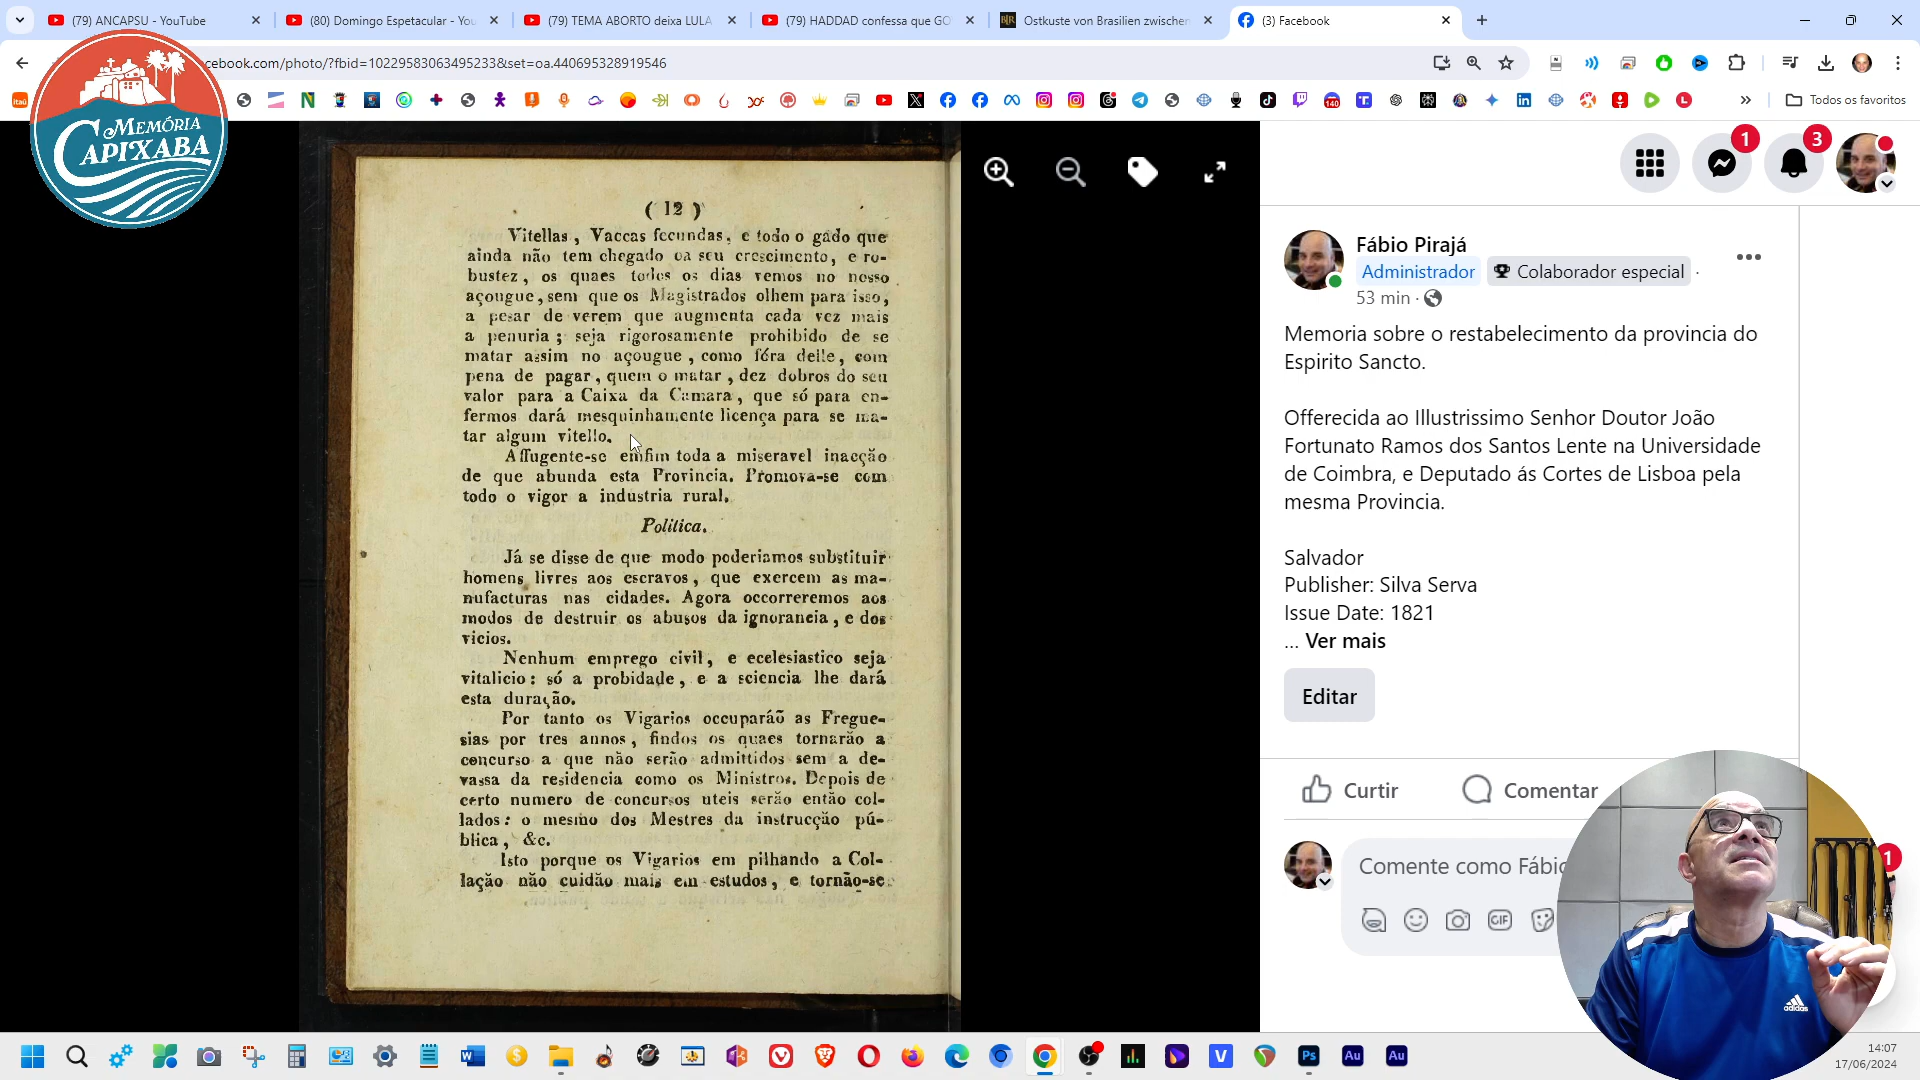 (79) ANCAPSU - YouTube
(80) Domingo Espetacular - You
(79) TEMA ABORTO deixa LULA
(79) HADDAD confessa que GO
Ostkuste von Brasilien zwischen
(3) Facebook
cebook.com/photo/?fbid=10229583063495233&set=oa.440695328919546
Todos os favoritos
MEMÓRIA
CAPIXABA
( 12 )
Vitellas, Vaccas fecundas, e todo o gado que
ainda não tem chegado oa seu crescimento, e ro-
bustez, os quaes todos os dias vemos no nosso
açougue, sem que os Magistrados olhem para isso,
a pesar de verem que augmenta cada vez mais
a penuria; seja rigorosamente prohibido de se
matar assim no açougue, como fóra delle, com
pena de pagar, quem o matar, dez dobros do seu
valor para a Caixa da Camara, que só para en-
fermos dará mesquinhamente licença para se ma-
tar algum vitello.
Affugente-se emfim toda a miseravel inacção
de que abunda esta Provincia. Promova-se com
todo o vigor a industria rural.
Politica.
Já se disse de que modo poderiamos substituir
homens livres aos escravos, que exercem as ma-
nufacturas nas cidades. Agora occorreremos aos
modos de destruir os abusos da ignorancia, e dos
vicios.
Nenhum emprego civil, e ecelesiastico seja
vitalicio: só a probidade, e a sciencia lhe dará
esta duração.
Por tanto os Vigarios occuparáõ as Fregue-
sias por tres annos, findos os quaes tornarão a
concurso a que não serão admittidos sem a de-
vassa da residencia como os Ministros. Depois de
certo numero de concursos uteis serão então col-
lados: o mesmo dos Mestres da instrucção pú-
blica, &c.
Isto porque os Vigarios em pilhando a Col-
lação não cuidão mais em estudos, e tornão-se
1
3
Fábio Pirajá
Administrador
Colaborador especial ·
53 min ·
Memoria sobre o restabelecimento da provincia do
Espirito Sancto.
Offerecida ao Illustrissimo Senhor Doutor João
Fortunato Ramos dos Santos Lente na Universidade
de Coimbra, e Deputado ás Cortes de Lisboa pela
mesma Provincia.
Salvador
Publisher: Silva Serva
Issue Date: 1821
... Ver mais
Editar
Curtir
Comentar
Comente como Fábio
GIF
1
adidas
14:07
17/06/2024